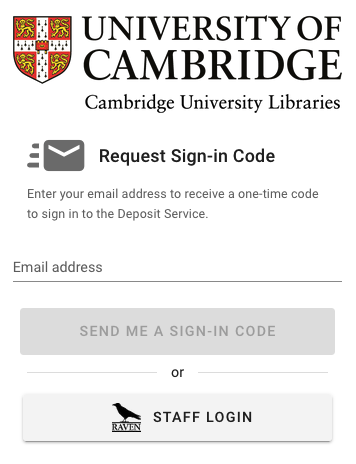 UNIVERSITY OF
CAMBRIDGE
Cambridge University Libraries
Request Sign-in Code
Enter your email address to receive a one-time code
to sign in to the Deposit Service.
Email address
SEND ME A SIGN-IN CODE
or
RAVEN STAFF LOGIN